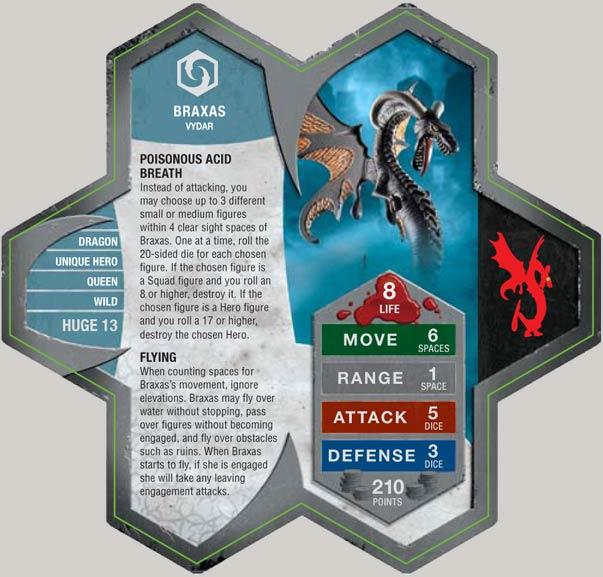 BRAXAS
VYDAR
POISONOUS ACID
BREATH
Instead of attacking, you
may choose up to 3 different
small or medium figures
within 4 clear sight spaces of
Braxas. One at a time, roll the
20-sided die for each chosen
figure. If the chosen figure is
a Squad figure and you roll an
8 or higher, destroy it. If the
chosen figure is a Hero figure
and you roll a 17 or higher,
destroy the chosen Hero.
FLYING
When counting spaces for
Braxas's movement, ignore
elevations. Braxas may fly over
water without stopping, pass
over figures without becoming
engaged, and fly over obstacles
such as ruins. When Braxas
starts to fly, if she is engaged
she will take any leaving
engagement attacks.
DRAGON
UNIQUE HERO
QUEEN
WILD
HUGE 13
8
LIFE
MOVE 6
SPACES
RANGE 1
SPACE
ATTACK 5
DICE
DEFENSE 3
DICE
210
POINTS